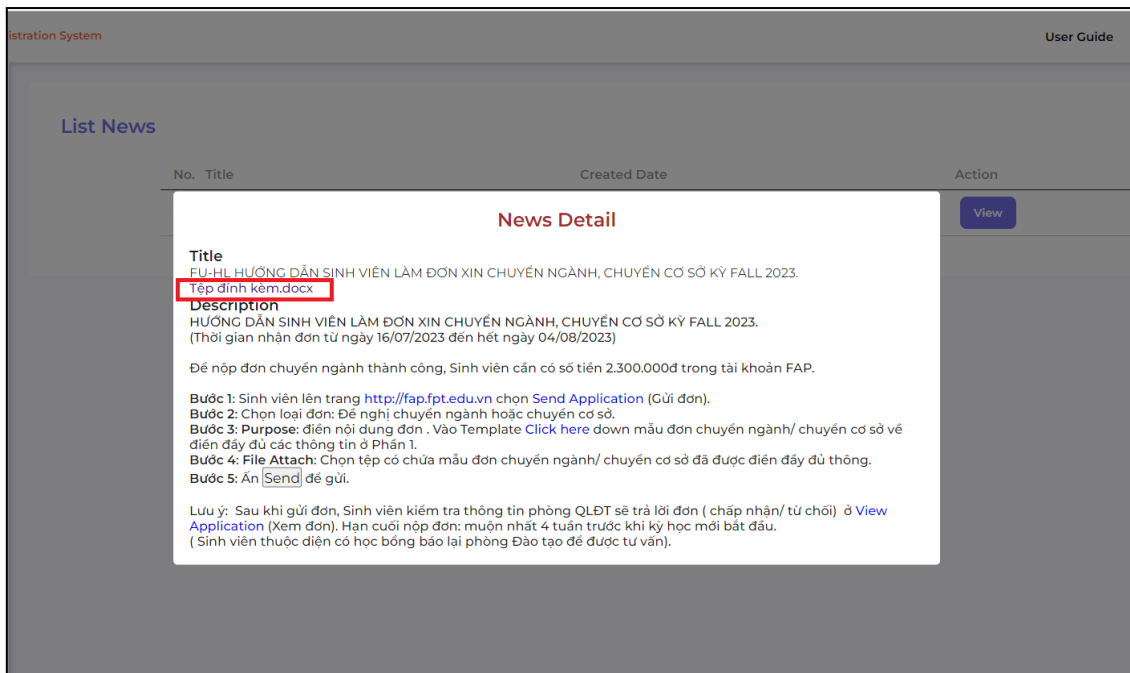 istration System
User Guide
List News
No. Title Created Date Action
View
News Detail
Title
FU-HL HƯỚNG DẪN SINH VIÊN LÀM ĐƠN XIN CHUYỂN NGÀNH, CHUYỂN CƠ SỞ KỲ FALL 2023.
Tệp đính kèm.docx
Description
HƯỚNG DẪN SINH VIÊN LÀM ĐƠN XIN CHUYỂN NGÀNH, CHUYỂN CƠ SỞ KỲ FALL 2023.
(Thời gian nhận đơn từ ngày 16/07/2023 đến hết ngày 04/08/2023)
Để nộp đơn chuyển ngành thành công, Sinh viên cần có số tiền 2.300.000đ trong tài khoản FAP.
Bước 1: Sinh viên lên trang http://fap.fpt.edu.vn chọn Send Application (Gửi đơn).
Bước 2: Chọn loại đơn: Đề nghị chuyển ngành hoặc chuyển cơ sở.
Bước 3: Purpose: điền nội dung đơn . Vào Template Click here down mẫu đơn chuyển ngành/ chuyển cơ sở về
điền đầy đủ các thông tin ở Phần 1.
Bước 4: File Attach: Chọn tệp có chứa mẫu đơn chuyển ngành/ chuyển cơ sở đã được điền đầy đủ thông.
Bước 5: Ấn Send để gửi.
Lưu ý: Sau khi gửi đơn, Sinh viên kiểm tra thông tin phòng QLĐT sẽ trả lời đơn ( chấp nhận/ từ chối) ở View
Application (Xem đơn). Hạn cuối nộp đơn: muộn nhất 4 tuần trước khi kỳ học mới bắt đầu.
( Sinh viên thuộc diện có học bổng báo lại phòng Đào tạo để được tư vấn).